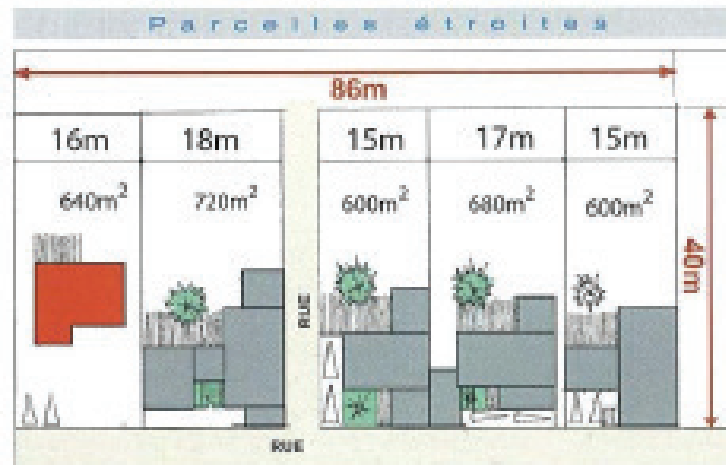 Parcelles étroites
86m
16m 18m 15m 17m 15m
640m² 720m² 600m² 680m² 600m²
40m
RUE
RUE